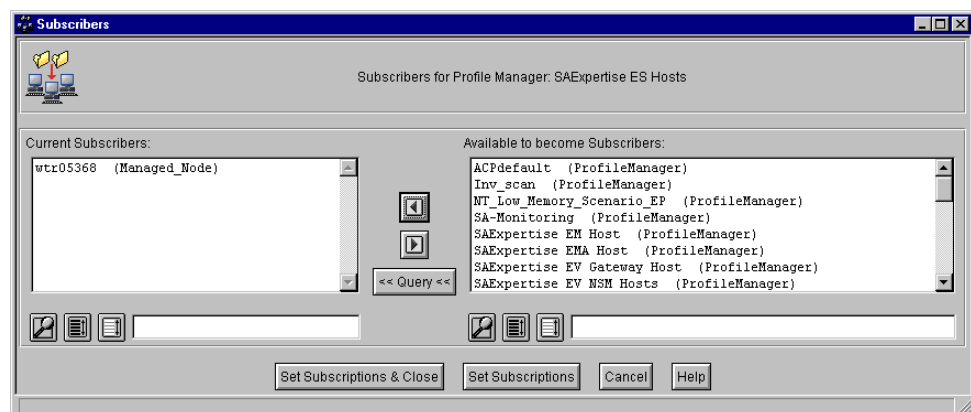 Subscribers
Subscribers for Profile Manager: SAExpertise ES Hosts
Current Subscribers:
Available to become Subscribers:
wtr05368 (Managed_Node)
ACPdefault (ProfileManager)
Inv_scan (ProfileManager)
NT_Low_Memory_Scenario_EP (ProfileManager)
SA-Monitoring (ProfileManager)
SAExpertise EM Host (ProfileManager)
SAExpertise EMA Host (ProfileManager)
SAExpertise EV Gateway Host (ProfileManager)
SAExpertise EV NSM Hosts (ProfileManager)
<< Query <<
Set Subscriptions & Close
Set Subscriptions
Cancel
Help